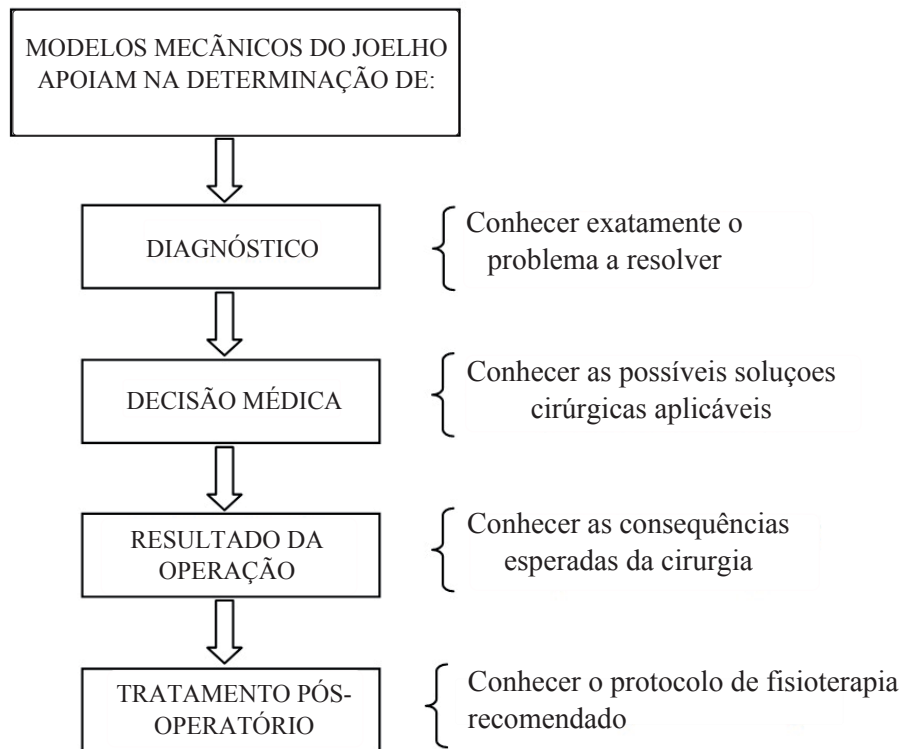 MODELOS MECÃNICOS DO JOELHO
APOIAM NA DETERMINAÇÃO DE:
DIAGNÓSTICO
Conhecer exatamente o
problema a resolver
DECISÃO MÉDICA
Conhecer as possíveis soluçoes
cirúrgicas aplicáveis
RESULTADO DA
OPERAÇÃO
Conhecer as consequências
esperadas da cirurgia
TRATAMENTO PÓS-
OPERATÓRIO
Conhecer o protocolo de fisioterapia
recomendado